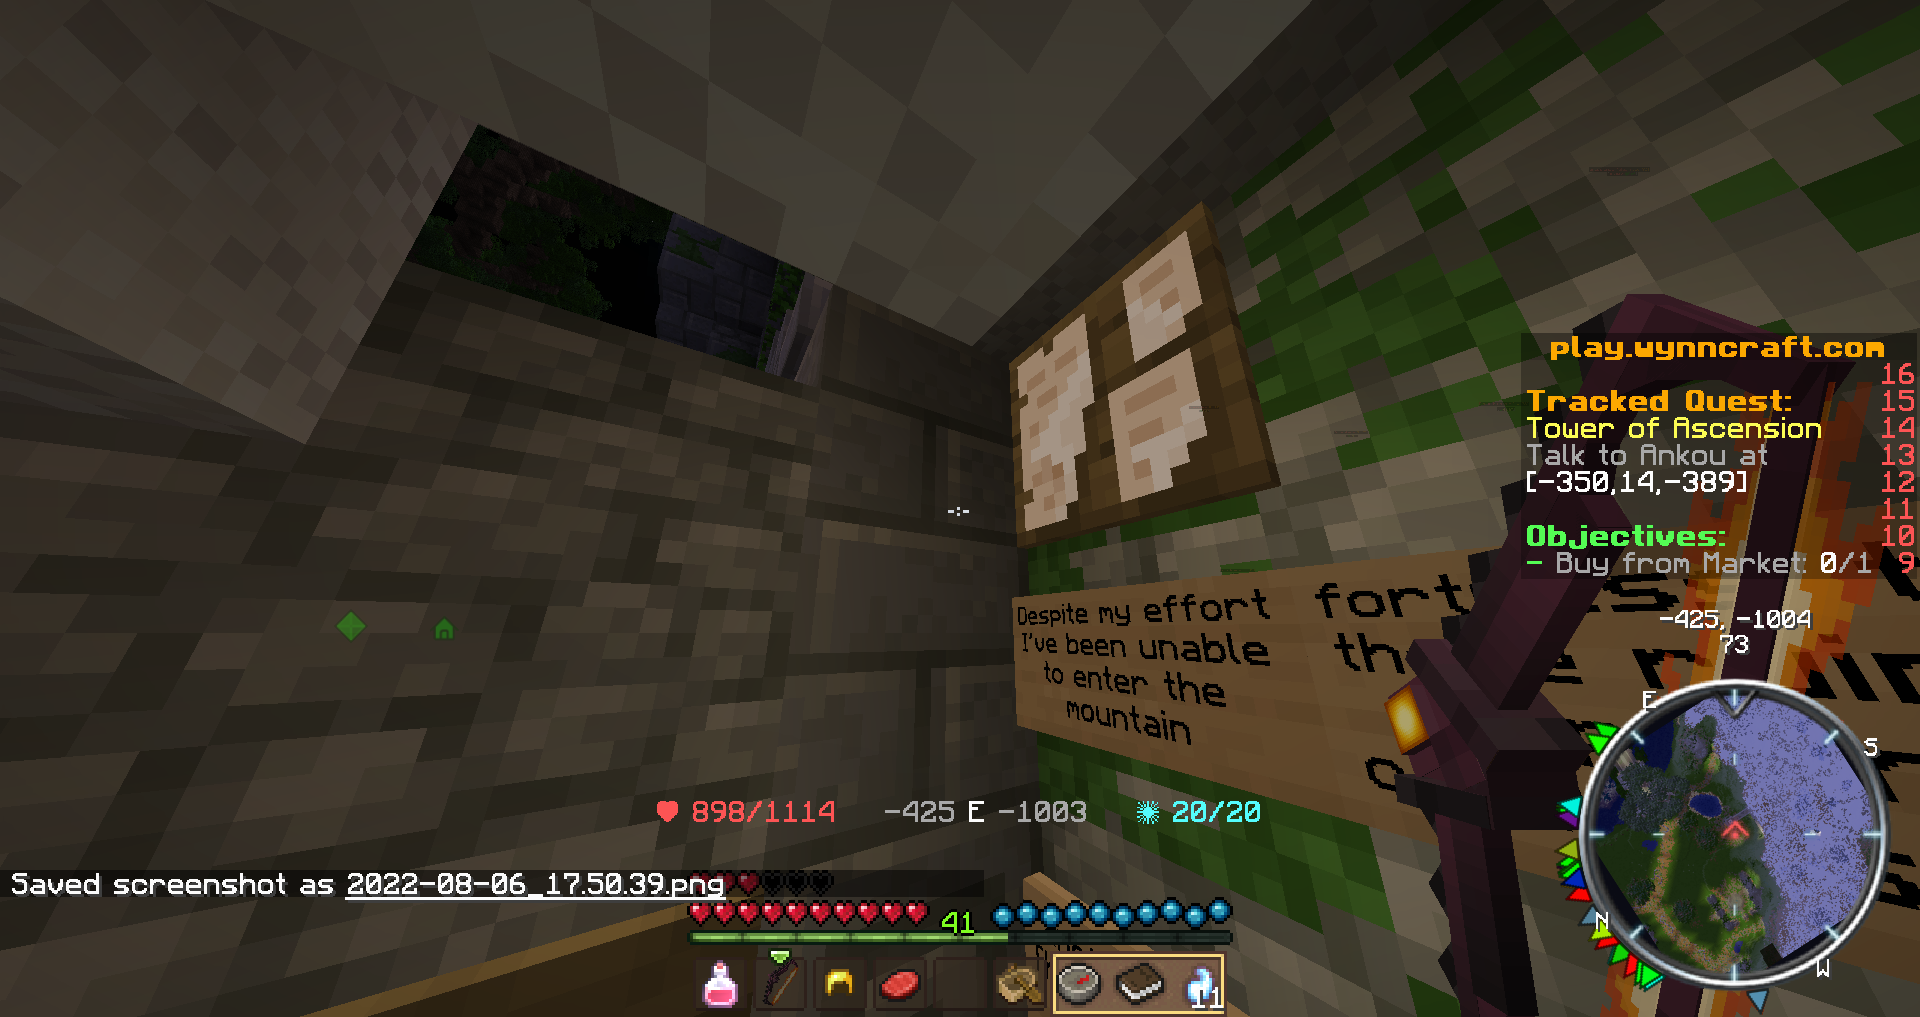 play.wynncraft.com
16
Tracked Quest: 15
Tower of Ascension 14
Talk to Ankou at 13
[-350,14,-389] 12
11
Objectives: 10
- Buy from Market: 0/1 9
Despite my effort
I've been unable
to enter the
mountain
-425, -1004
73
E
S
N
W
898/1114 -425 E -1003 20/20
Saved screenshot as 2022-08-06_17.50.39.png
41
11